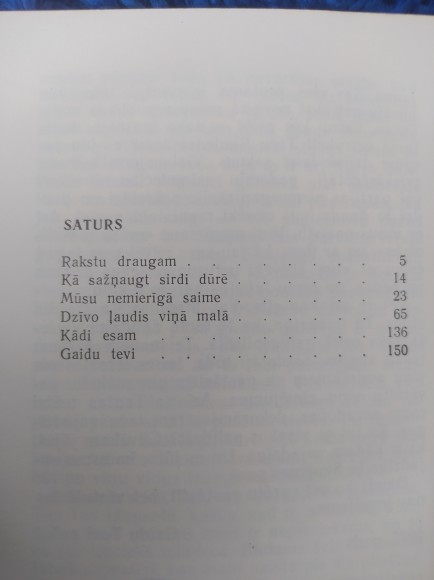 SATURS
Rakstu draugam . . . . . . . . 5
Kā sažņaugt sirdi dūrē . . . . . . 14
Mūsu nemierīgā saime . . . . . . 23
Dzīvo ļaudis viņā malā . . . . . . 65
Kādi esam . . . . . . . . . 136
Gaidu tevi . . . . . . . . 150